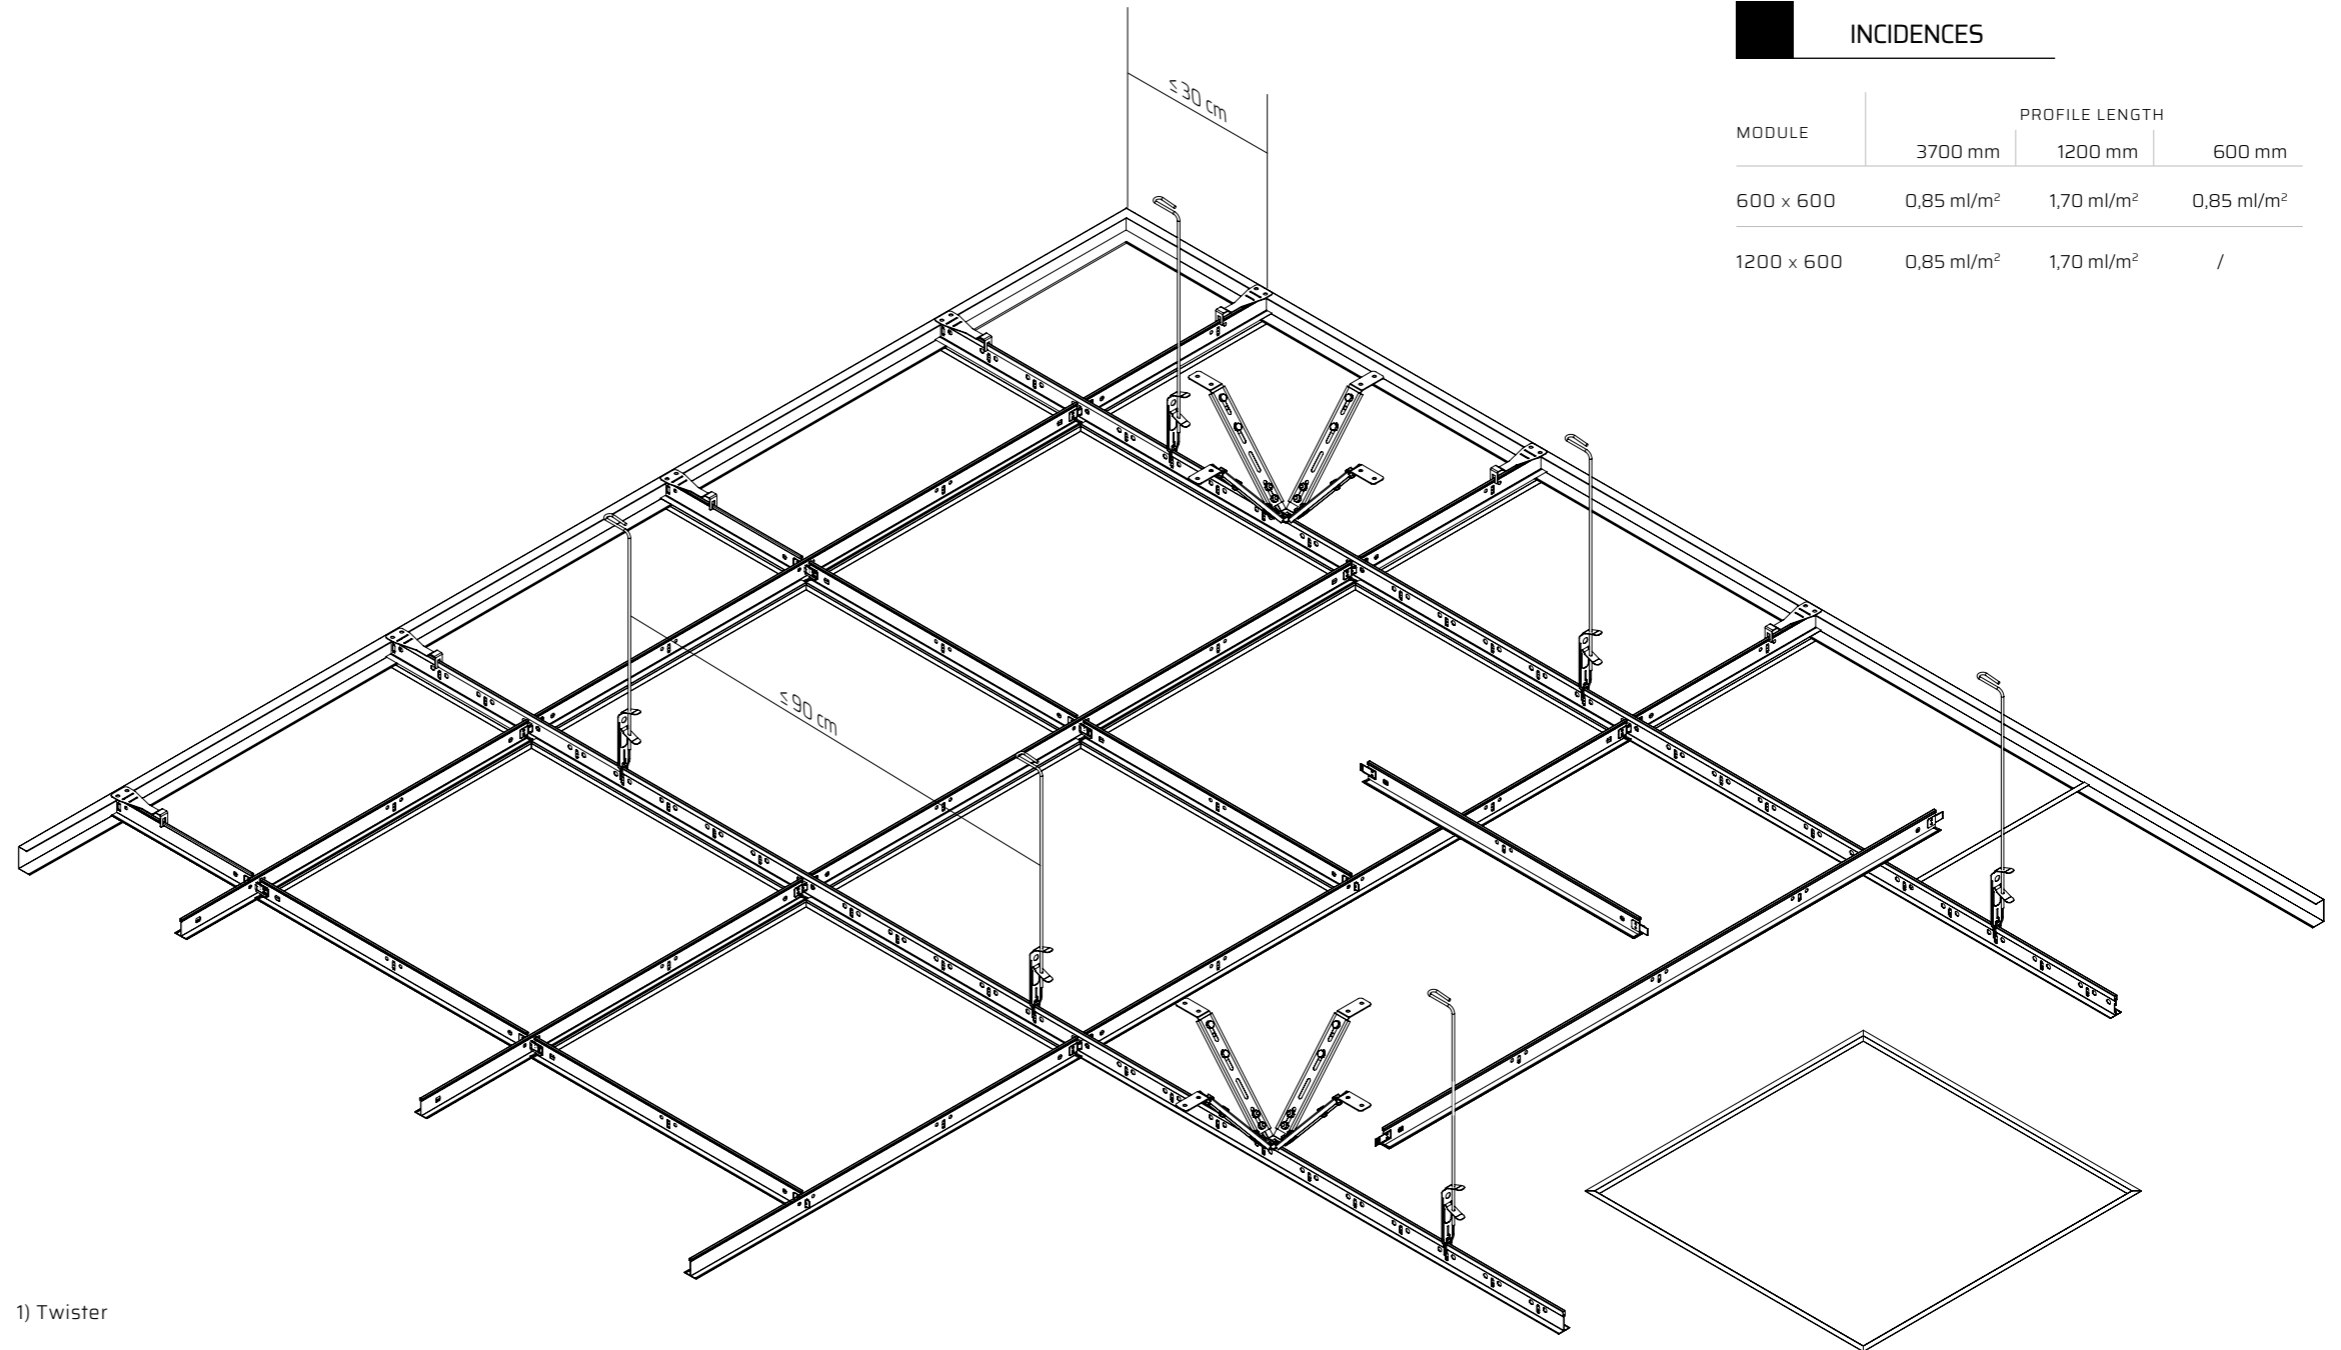 INCIDENCES
MODULE
PROFILE LENGTH
3700 mm 1200 mm 600 mm
600 x 600 0,85 ml/m² 1,70 ml/m² 0,85 ml/m²
1200 x 600 0,85 ml/m² 1,70 ml/m² /
≤ 30 cm
≤ 90 cm
1) Twister